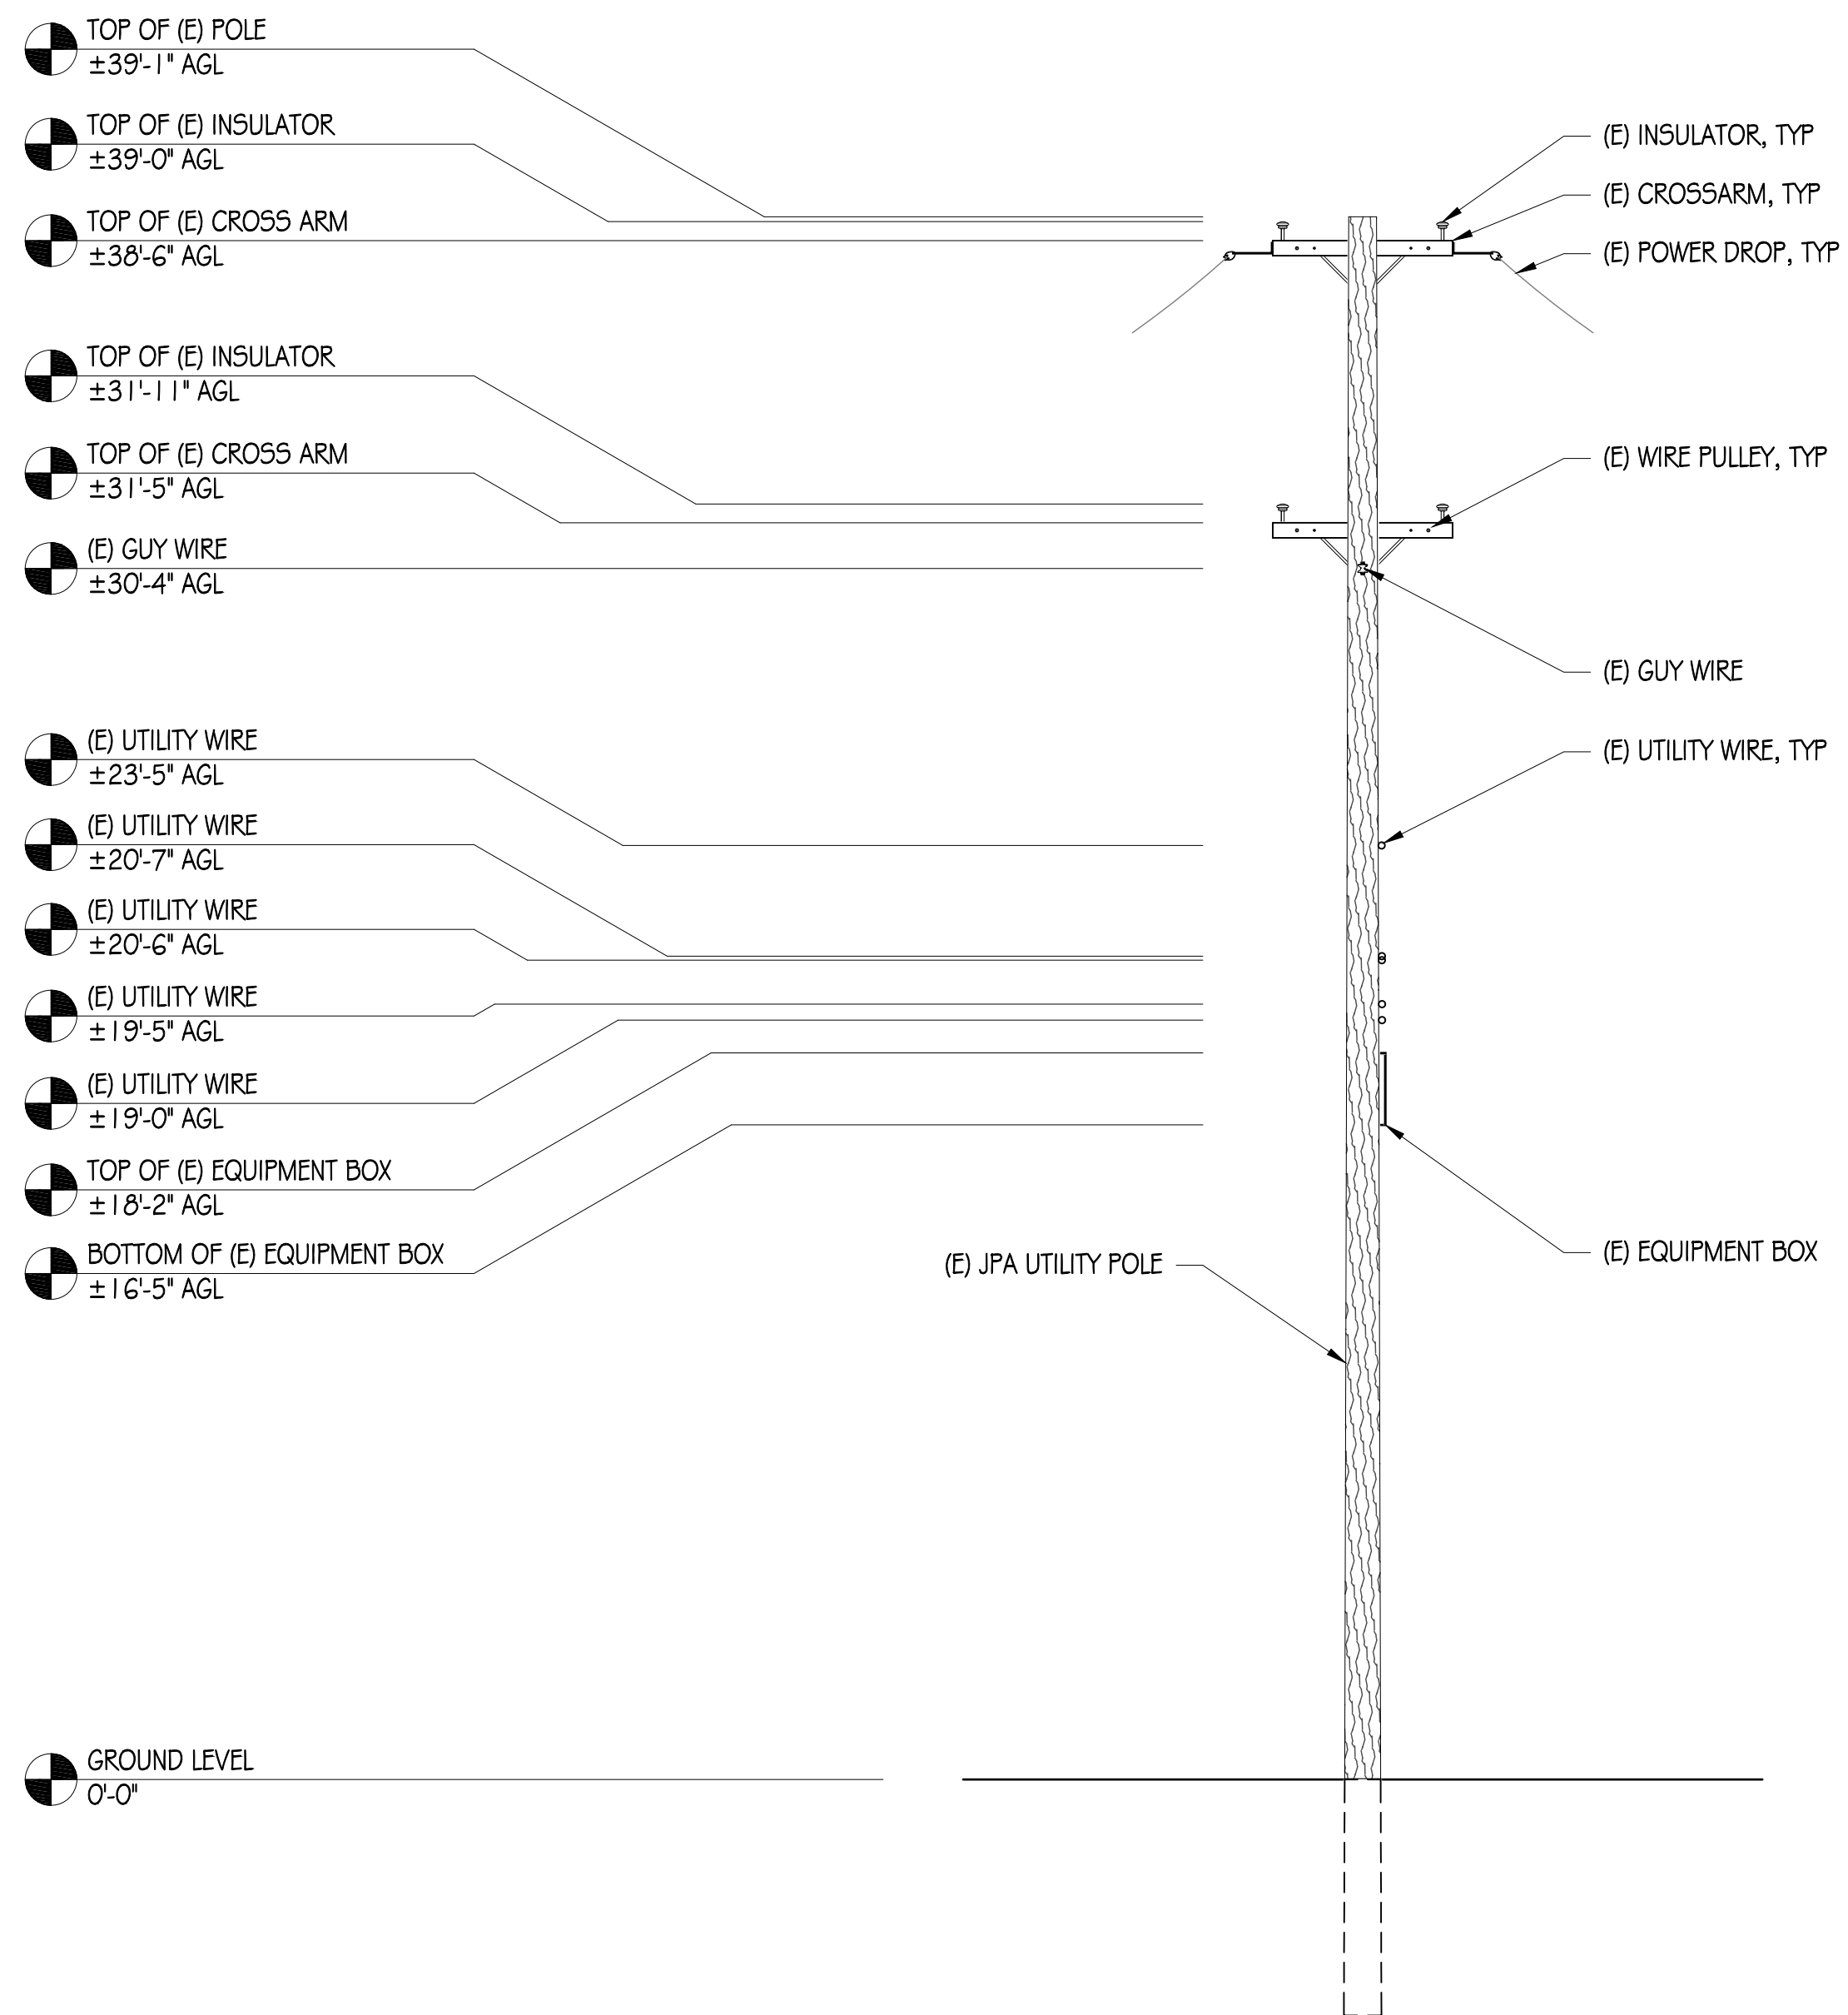 TOP OF (E) POLE
±39'-1" AGL
TOP OF (E) INSULATOR
±39'-0" AGL
TOP OF (E) CROSS ARM
±38'-6" AGL
TOP OF (E) INSULATOR
±31'-11" AGL
TOP OF (E) CROSS ARM
±31'-5" AGL
(E) GUY WIRE
±30'-4" AGL
(E) UTILITY WIRE
±23'-5" AGL
(E) UTILITY WIRE
±20'-7" AGL
(E) UTILITY WIRE
±20'-6" AGL
(E) UTILITY WIRE
±19'-5" AGL
(E) UTILITY WIRE
±19'-0" AGL
TOP OF (E) EQUIPMENT BOX
±18'-2" AGL
BOTTOM OF (E) EQUIPMENT BOX
±16'-5" AGL
GROUND LEVEL
0'-0"
(E) JPA UTILITY POLE
(E) INSULATOR, TYP
(E) CROSSARM, TYP
(E) POWER DROP, TYP
(E) WIRE PULLEY, TYP
(E) GUY WIRE
(E) UTILITY WIRE, TYP
(E) EQUIPMENT BOX